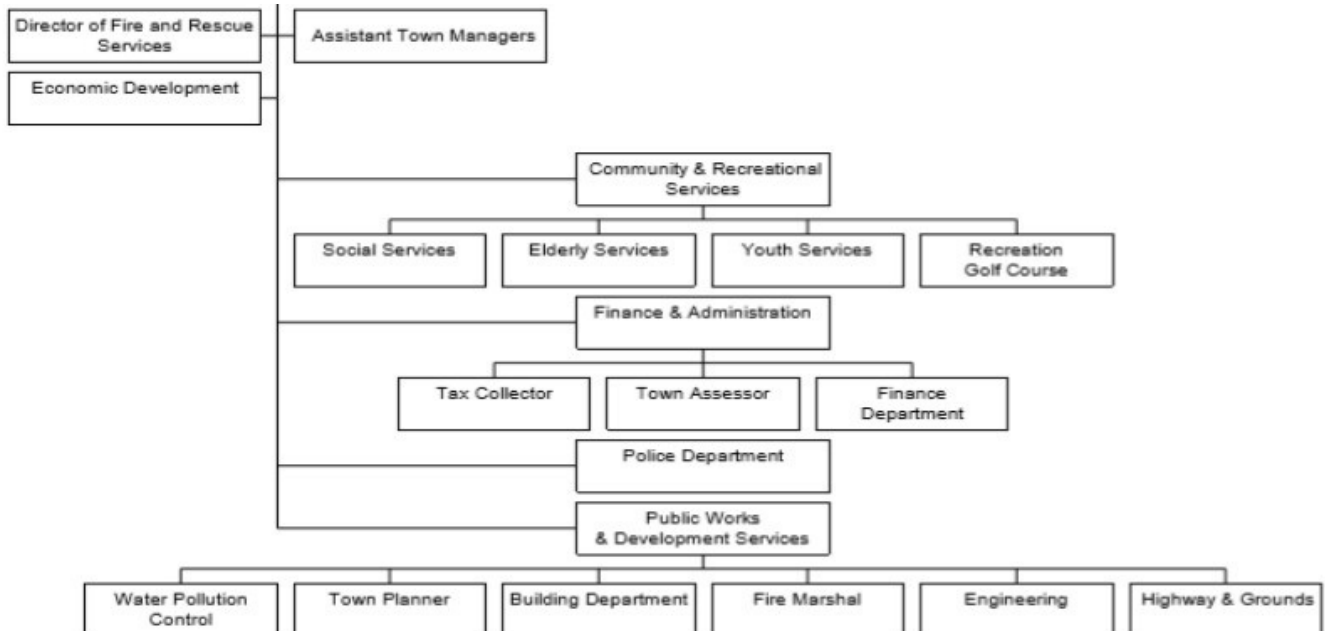 Director of Fire and Rescue
Services
Assistant Town Managers
Economic Development
Community & Recreational
Services
Social Services
Elderly Services
Youth Services
Recreation
Golf Course
Finance & Administration
Tax Collector
Town Assessor
Finance
Department
Police Department
Public Works
& Development Services
Water Pollution
Control
Town Planner
Building Department
Fire Marshal
Engineering
Highway & Grounds